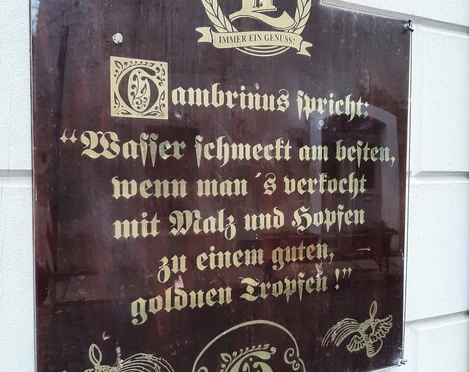 IMMER EIN GENUSS
Gambrinus spricht:
“Wasser schmeckt am besten,
wenn man´s verkocht
mit Malz und Hopfen
zu einem guten,
goldnen Tropfen!”
G